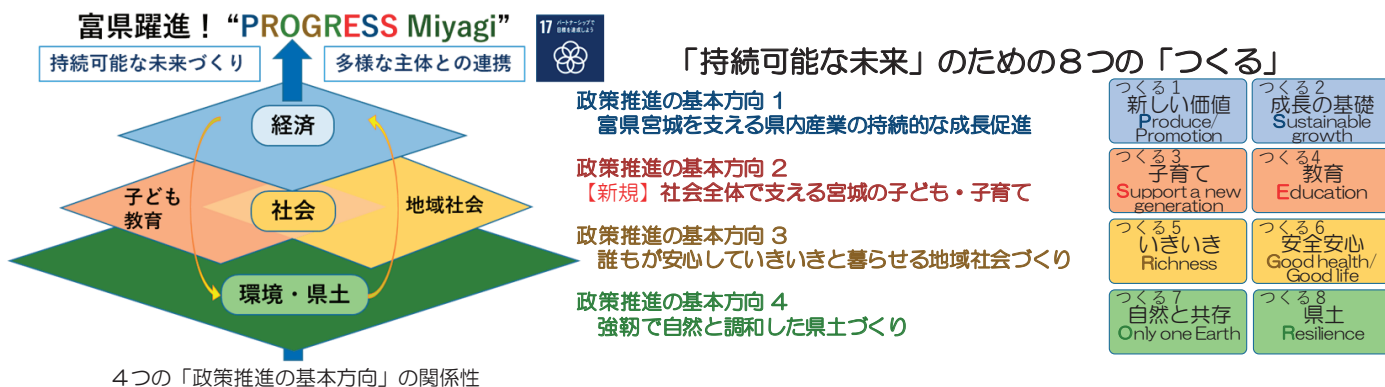 富県躍進！“PROGRESS Miyagi”
持続可能な未来づくり
多様な主体との連携
17 パートナーシップで
目標を達成しよう
経済
子ども
教育
社会
地域社会
環境・県土
４つの「政策推進の基本方向」の関係性
「持続可能な未来」のための８つの「つくる」
政策推進の基本方向 1
富県宮城を支える県内産業の持続的な成長促進
政策推進の基本方向 2
【新規】社会全体で支える宮城の子ども・子育て
政策推進の基本方向 3
誰もが安心していきいきと暮らせる地域社会づくり
政策推進の基本方向 4
強靭で自然と調和した県土づくり
つくる 1
新しい価値
Produce/
Promotion
つくる 2
成長の基礎
Sustainable
growth
つくる 3
子育て
Support a new
generation
つくる4
教育
Education
つくる 5
いきいき
Richness
つくる 6
安全安心
Good health/
Good life
つくる 7
自然と共存
Only one Earth
つくる 8
県土
Resilience